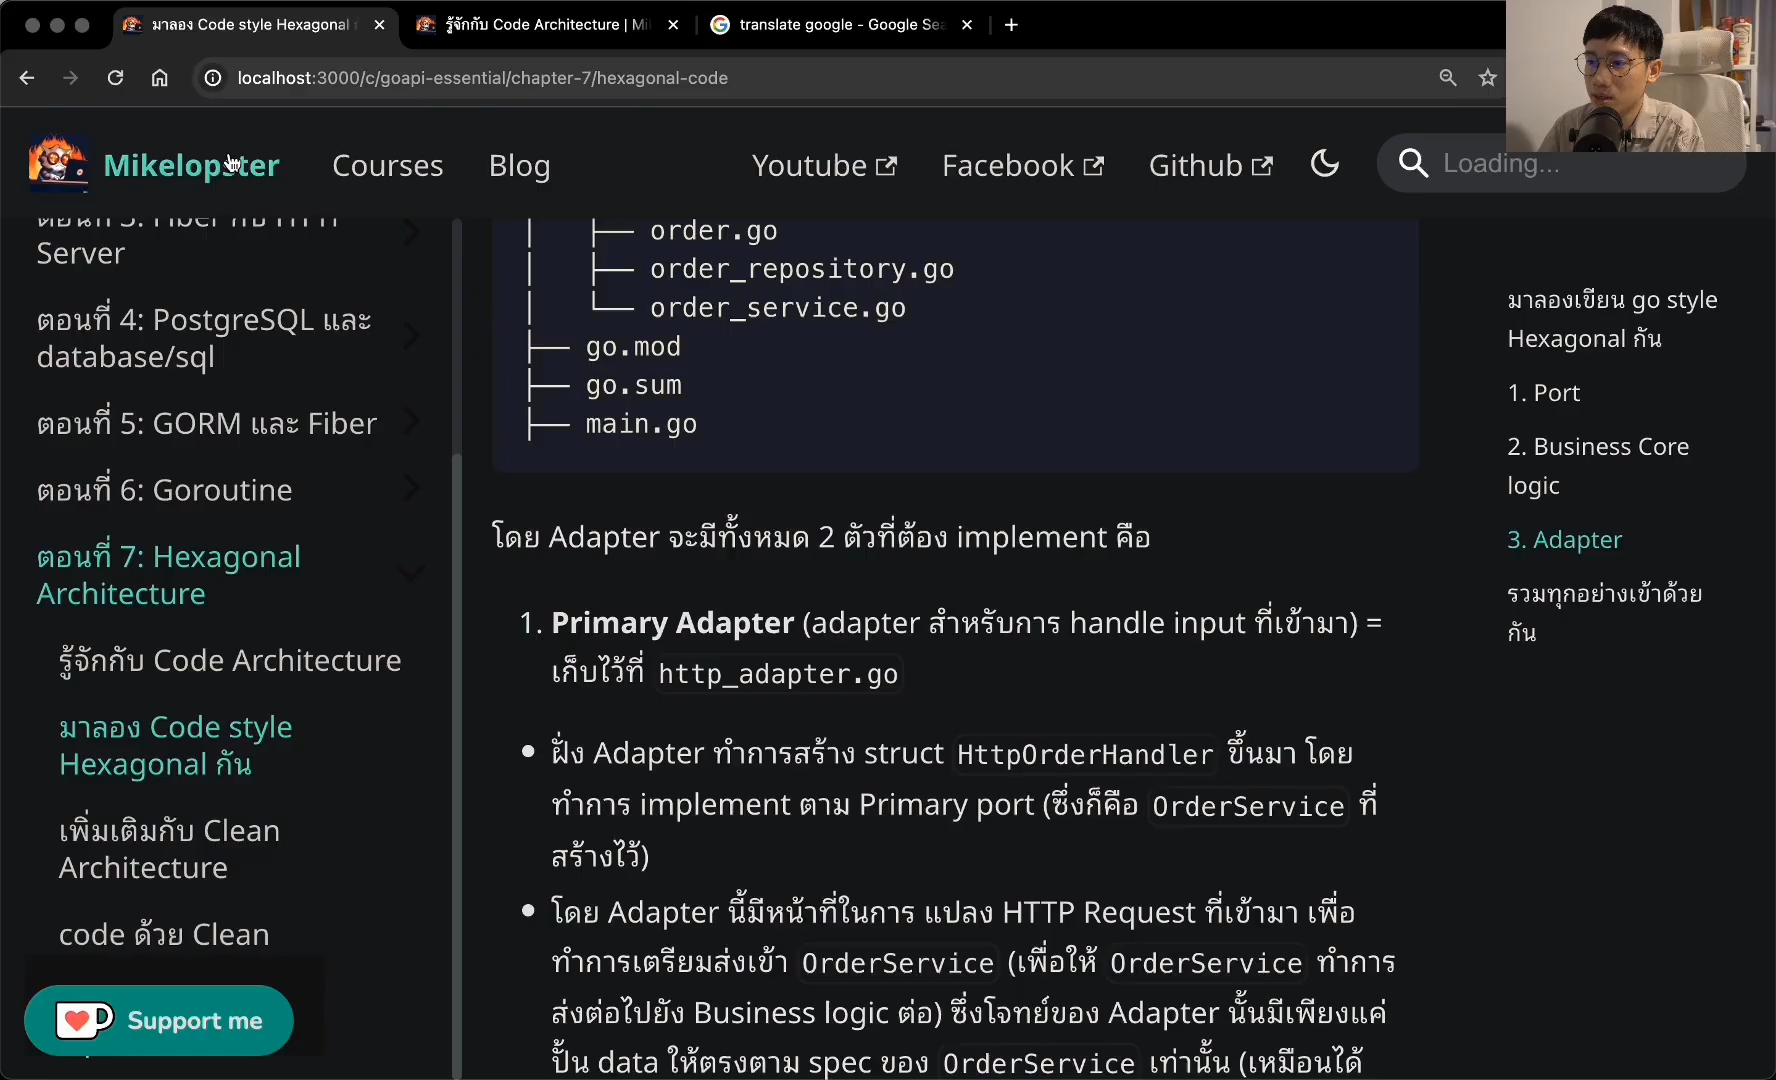 มาลอง Code style Hexagonal
รู้จักกับ Code Architecture | Mi
translate google - Google Sea
localhost:3000/c/goapi-essential/chapter-7/hexagonal-code
Mikelopster
Courses
Blog
Youtube
Facebook
Github
Loading...
Server
ตอนที่ 4: PostgreSQL และ
database/sql
ตอนที่ 5: GORM และ Fiber
ตอนที่ 6: Goroutine
ตอนที่ 7: Hexagonal
Architecture
รู้จักกับ Code Architecture
มาลอง Code style
Hexagonal กัน
เพิ่มเติมกับ Clean
Architecture
code ด้วย Clean
Support me
│   ├── order.go
│   ├── order_repository.go
│   └── order_service.go
├── go.mod
├── go.sum
├── main.go
โดย Adapter จะมีทั้งหมด 2 ตัวที่ต้อง implement คือ
1. Primary Adapter (adapter สำหรับการ handle input ที่เข้ามา) =
เก็บไว้ที่ http_adapter.go
• ฝั่ง Adapter ทำการสร้าง struct HttpOrderHandler ขึ้นมา โดย
ทำการ implement ตาม Primary port (ซึ่งก็คือ OrderService ที่
สร้างไว้)
• โดย Adapter นี้มีหน้าที่ในการ แปลง HTTP Request ที่เข้ามา เพื่อ
ทำการเตรียมส่งเข้า OrderService (เพื่อให้ OrderService ทำการ
ส่งต่อไปยัง Business logic ต่อ) ซึ่งโจทย์ของ Adapter นั้นมีเพียงแค่
ปั้น data ให้ตรงตาม spec ของ OrderService เท่านั้น (เหมือนได้
มาลองเขียน go style
Hexagonal กัน
1. Port
2. Business Core
logic
3. Adapter
รวมทุกอย่างเข้าด้วย
กัน